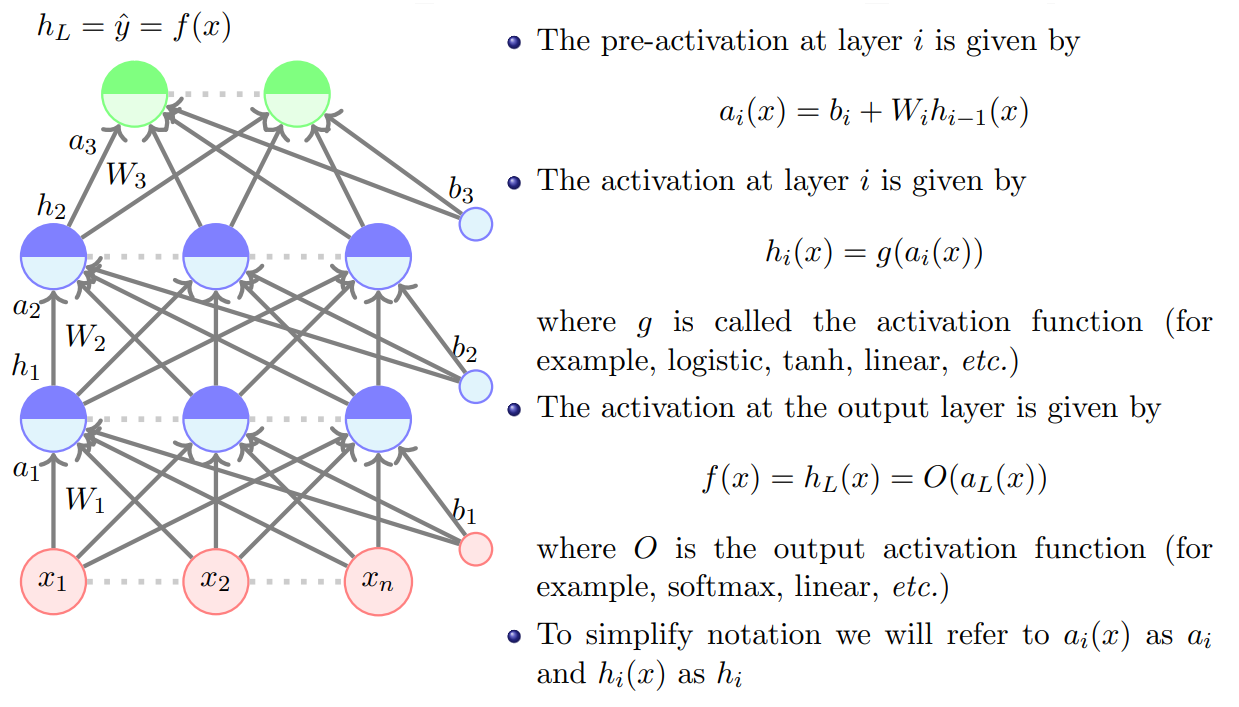 h_L = ŷ = f(x)
a_3
W_3
h_2
b_3
a_2
W_2
h_1
b_2
a_1
W_1
b_1
x_1 x_2 x_n
The pre-activation at layer i is given by
a_i(x) = b_i + W_i h_{i−1}(x)
The activation at layer i is given by
h_i(x) = g(a_i(x))
where g is called the activation function (for
example, logistic, tanh, linear, etc.)
The activation at the output layer is given by
f(x) = h_L(x) = O(a_L(x))
where O is the output activation function (for
example, softmax, linear, etc.)
To simplify notation we will refer to a_i(x) as a_i
and h_i(x) as h_i